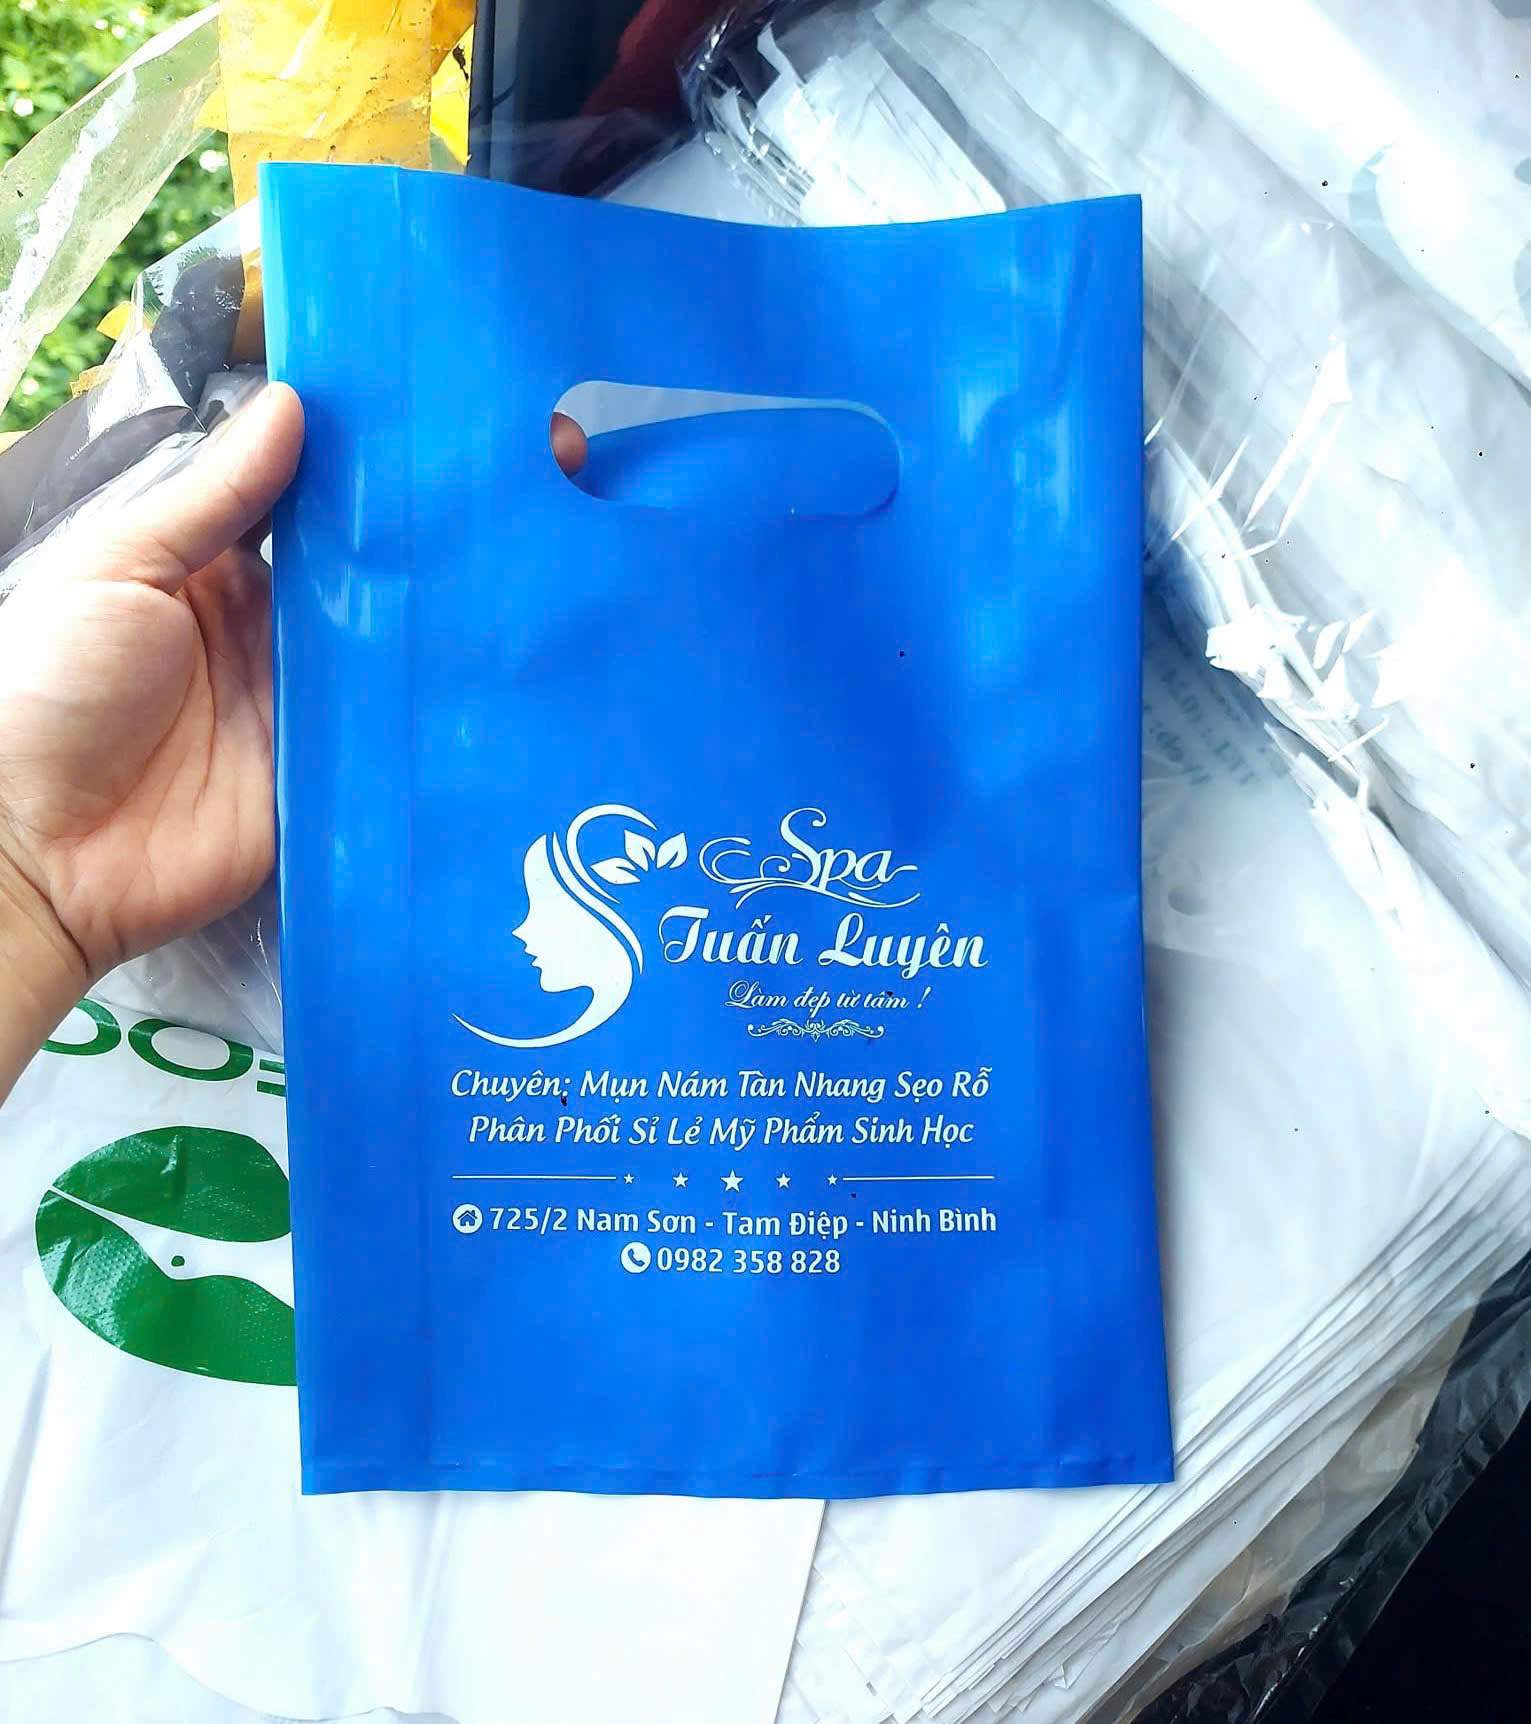 Spa
Tuấn Luyên
Làm đẹp từ tâm !
Chuyên: Mụn Nám Tàn Nhang Sẹo Rỗ
Phân Phối Sỉ Lẻ Mỹ Phẩm Sinh Học
725/2 Nam Sơn - Tam Điệp - Ninh Bình
0982 358 828